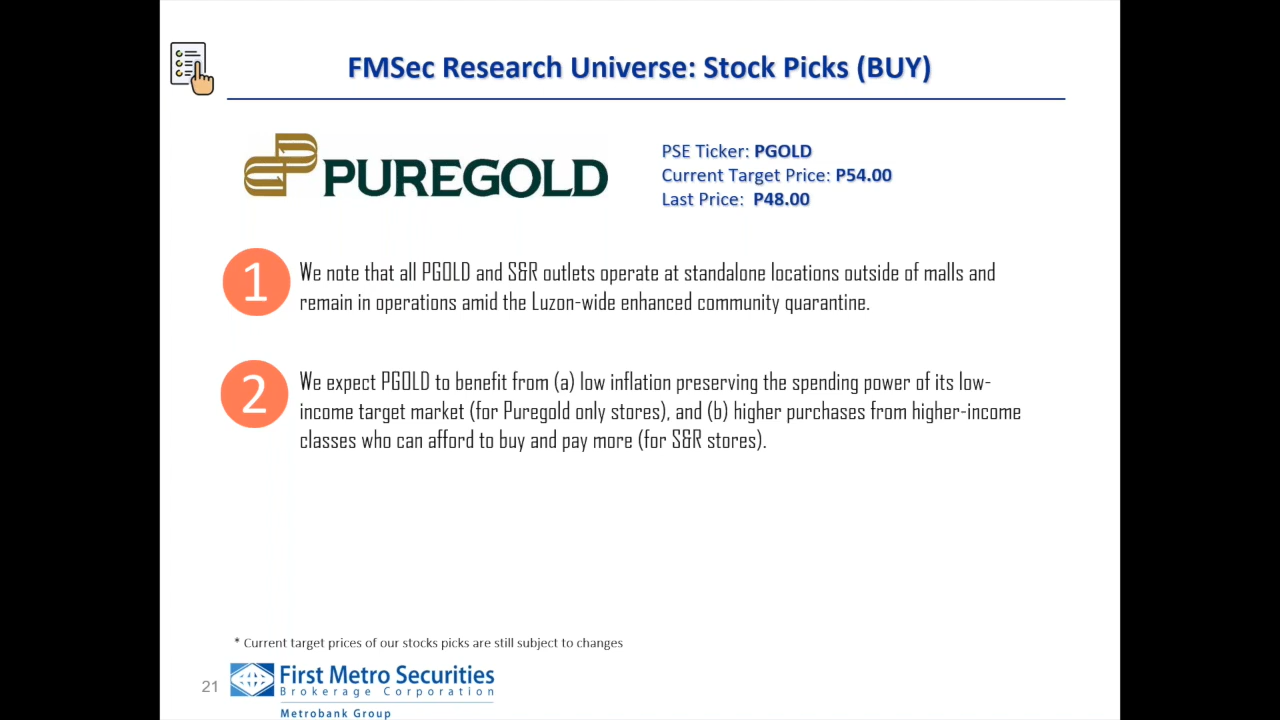 FMSec Research Universe: Stock Picks (BUY)
PUREGOLD
PSE Ticker: PGOLD
Current Target Price: P54.00
Last Price: P48.00
1
We note that all PGOLD and S&R outlets operate at standalone locations outside of malls and
remain in operations amid the Luzon-wide enhanced community quarantine.
2
We expect PGOLD to benefit from (a) low inflation preserving the spending power of its low-
income target market (for Puregold only stores), and (b) higher purchases from higher-income
classes who can afford to buy and pay more (for S&R stores).
* Current target prices of our stocks picks are still subject to changes
21
First Metro Securities
Brokerage Corporation
Metrobank Group